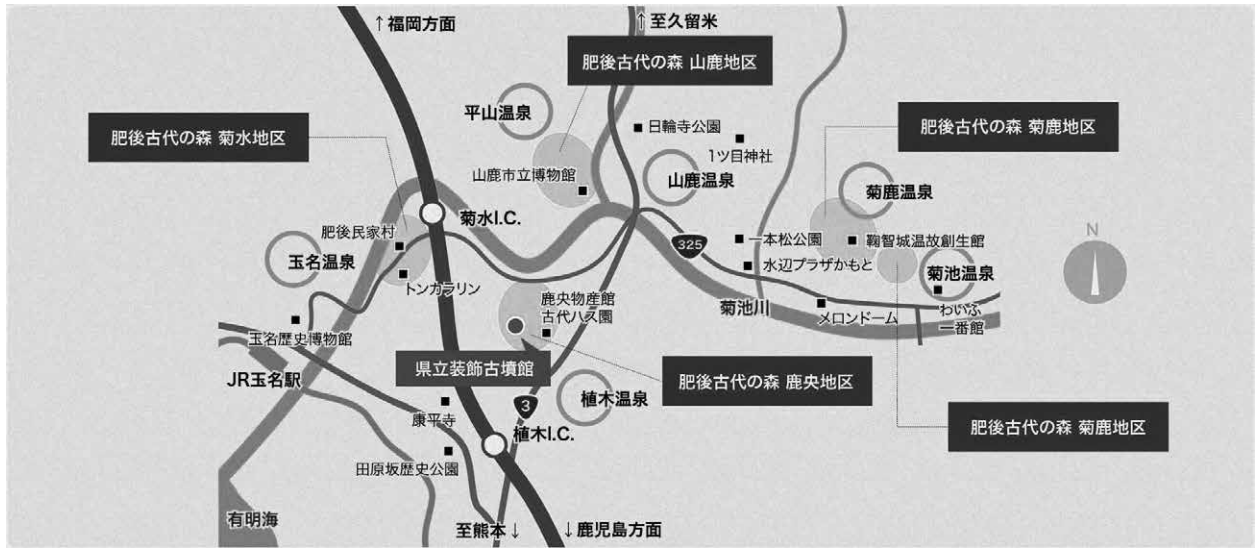 ↑福岡方面
↑至久留米
肥後古代の森 山鹿地区
平山温泉
肥後古代の森 菊水地区
日輪寺公園
1ツ目神社
肥後古代の森 菊鹿地区
山鹿市立博物館
山鹿温泉
菊鹿温泉
菊水I.C.
肥後民家村
玉名温泉
トンカラリン
325
一本松公園
鞠智城温故創生館
水辺プラザかもと
菊池温泉
N
鹿央物産館
古代ハス園
菊池川
メロンドーム
わいふ
一番館
玉名歴史博物館
JR玉名駅
県立装飾古墳館
肥後古代の森 鹿央地区
植木温泉
3
康平寺
植木I.C.
肥後古代の森 菊鹿地区
田原坂歴史公園
有明海
至熊本↓
↓鹿児島方面